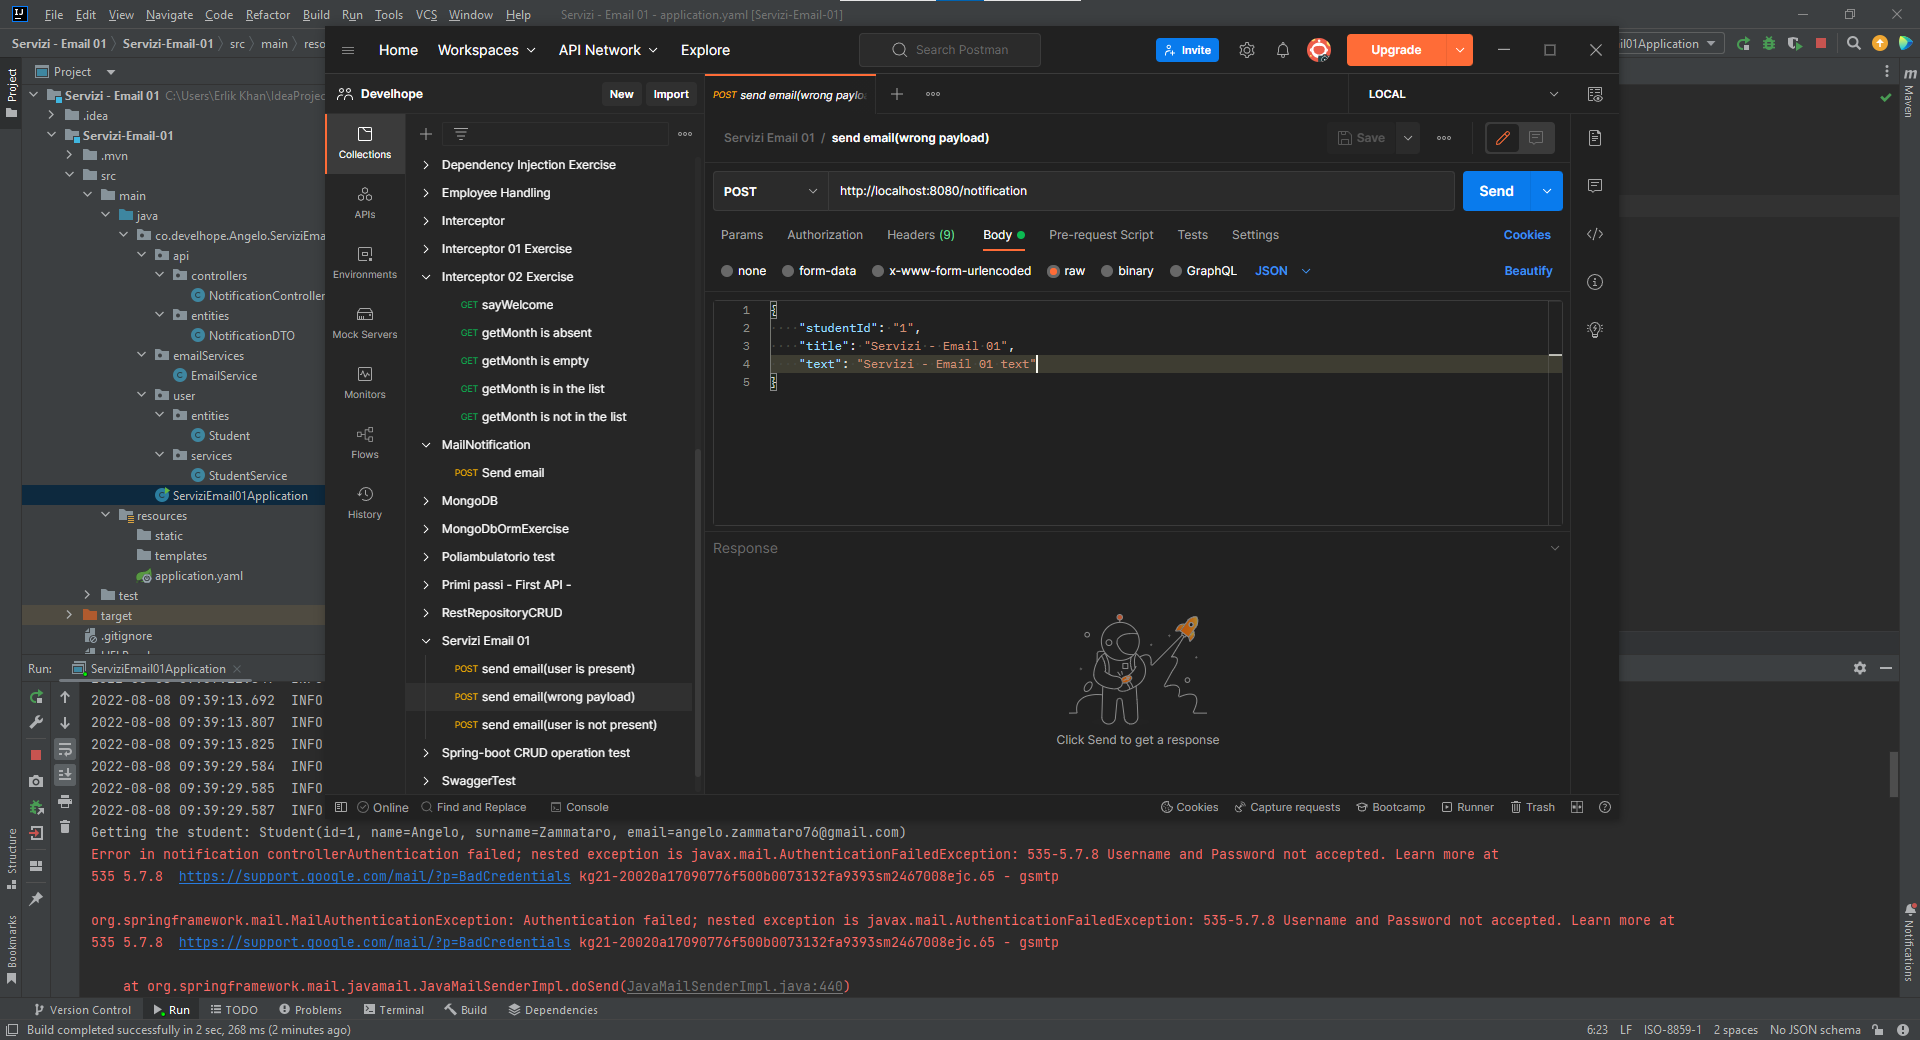 File Edit View Navigate Code Refactor Build Run Tools VCS Window Help Servizi - Email 01 - application.yaml [Servizi-Email-01]
Servizi - Email 01 Servizi-Email-01 src main reso
il01Application
Home Workspaces API Network Explore Search Postman Invite Upgrade
Project
Develhope New Import
POST send email(wrong paylo
LOCAL
Servizi - Email 01 C:\Users\Erlik Khan\IdeaProjec
.idea
Servizi-Email-01
.mvn
src
main
java
co.develhope.Angelo.ServiziEma
api
controllers
NotificationController
entities
NotificationDTO
emailServices
EmailService
user
entities
Student
services
StudentService
ServiziEmail01Application
resources
static
templates
application.yaml
test
target
.gitignore
Project
Structure
Bookmarks
Maven
Notifications
Collections
APIs
Environments
Mock Servers
Monitors
Flows
History
Dependency Injection Exercise
Employee Handling
Interceptor
Interceptor 01 Exercise
Interceptor 02 Exercise
GET sayWelcome
GET getMonth is absent
GET getMonth is empty
GET getMonth is in the list
GET getMonth is not in the list
MailNotification
POST Send email
MongoDB
MongoDbOrmExercise
Poliambulatorio test
Primi passi - First API -
RestRepositoryCRUD
Servizi Email 01
POST send email(user is present)
POST send email(wrong payload)
POST send email(user is not present)
Spring-boot CRUD operation test
SwaggerTest
Servizi Email 01 / send email(wrong payload)
Save
POST http://localhost:8080/notification Send
Params Authorization Headers (9) Body Pre-request Script Tests Settings Cookies
none form-data x-www-form-urlencoded raw binary GraphQL JSON Beautify
1 {
2 "studentId": "1",
3 "title": "Servizi - Email 01",
4 "text": "Servizi - Email 01 text"
5 }
Response
Click Send to get a response
Online Find and Replace Console Cookies Capture requests Bootcamp Runner Trash
Run: ServiziEmail01Application
2022-08-08 09:39:13.692 INFO
2022-08-08 09:39:13.807 INFO
2022-08-08 09:39:13.825 INFO
2022-08-08 09:39:29.584 INFO
2022-08-08 09:39:29.585 INFO
2022-08-08 09:39:29.587 INFO
Getting the student: Student(id=1, name=Angelo, surname=Zammataro, email=angelo.zammataro76@gmail.com)
Error in notification controllerAuthentication failed; nested exception is javax.mail.AuthenticationFailedException: 535-5.7.8 Username and Password not accepted. Learn more at
535 5.7.8 https://support.google.com/mail/?p=BadCredentials kg21-20020a17090776f500b0073132fa9393sm2467008ejc.65 - gsmtp
org.springframework.mail.MailAuthenticationException: Authentication failed; nested exception is javax.mail.AuthenticationFailedException: 535-5.7.8 Username and Password not accepted. Learn more at
535 5.7.8 https://support.google.com/mail/?p=BadCredentials kg21-20020a17090776f500b0073132fa9393sm2467008ejc.65 - gsmtp
at org.springframework.mail.javamail.JavaMailSenderImpl.doSend(JavaMailSenderImpl.java:440)
Version Control Run TODO Problems Terminal Build Dependencies
Build completed successfully in 2 sec, 268 ms (2 minutes ago) 6:23 LF ISO-8859-1 2 spaces No JSON schema